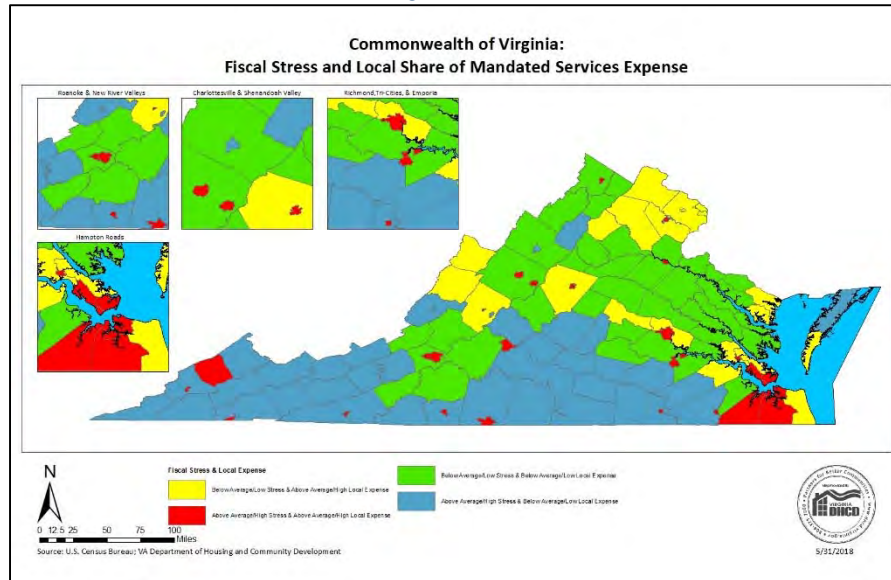 Commonwealth of Virginia:
Fiscal Stress and Local Share of Mandated Services Expense
Roanoke & New River Valleys
Charlottesville & Shenandoah Valley
Richmond,Tri-Cities, & Emporia
Hampton Roads
N
0 12.5 25 50 75 100
Miles
Fiscal Stress & Local Expense
Below Average/Low Stress & Above Average/High Local Expense
Above Average/High Stress & Above Average/High Local Expense
Below Average/Low Stress & Below Average/Low Local Expense
Above Average/High Stress & Below Average/Low Local Expense
Partners for Better Communities
VIRGINIA
DHCD
Source: U.S. Census Bureau; VA Department of Housing and Community Development
5/31/2018